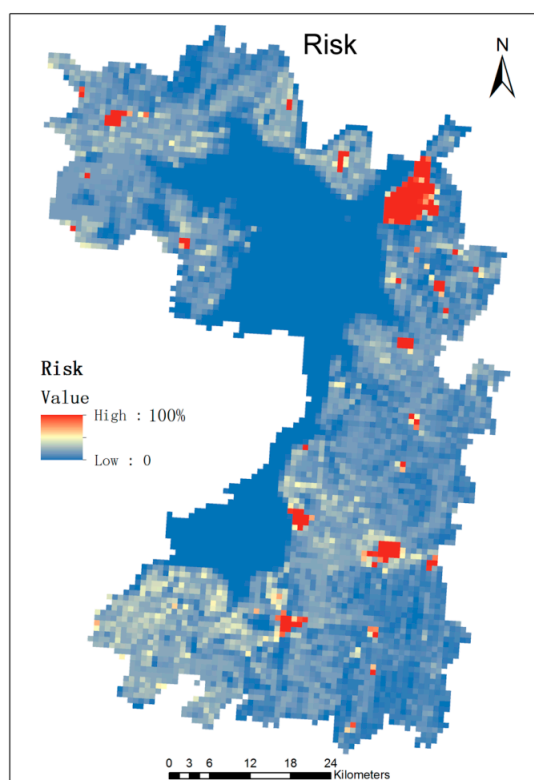 Risk
N
Risk
Value
High : 100%
Low : 0
0 3 6 12 18 24
Kilometers